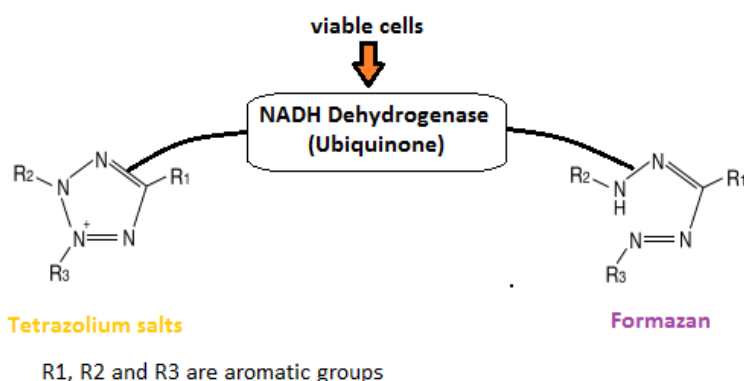 viable cells
NADH Dehydrogenase
(Ubiquinone)
R2
N
N
R1
N
+
N
N
R3
R2
N
H
N
R1
N
N
R3
.
Tetrazolium salts
Formazan
R1, R2 and R3 are aromatic groups